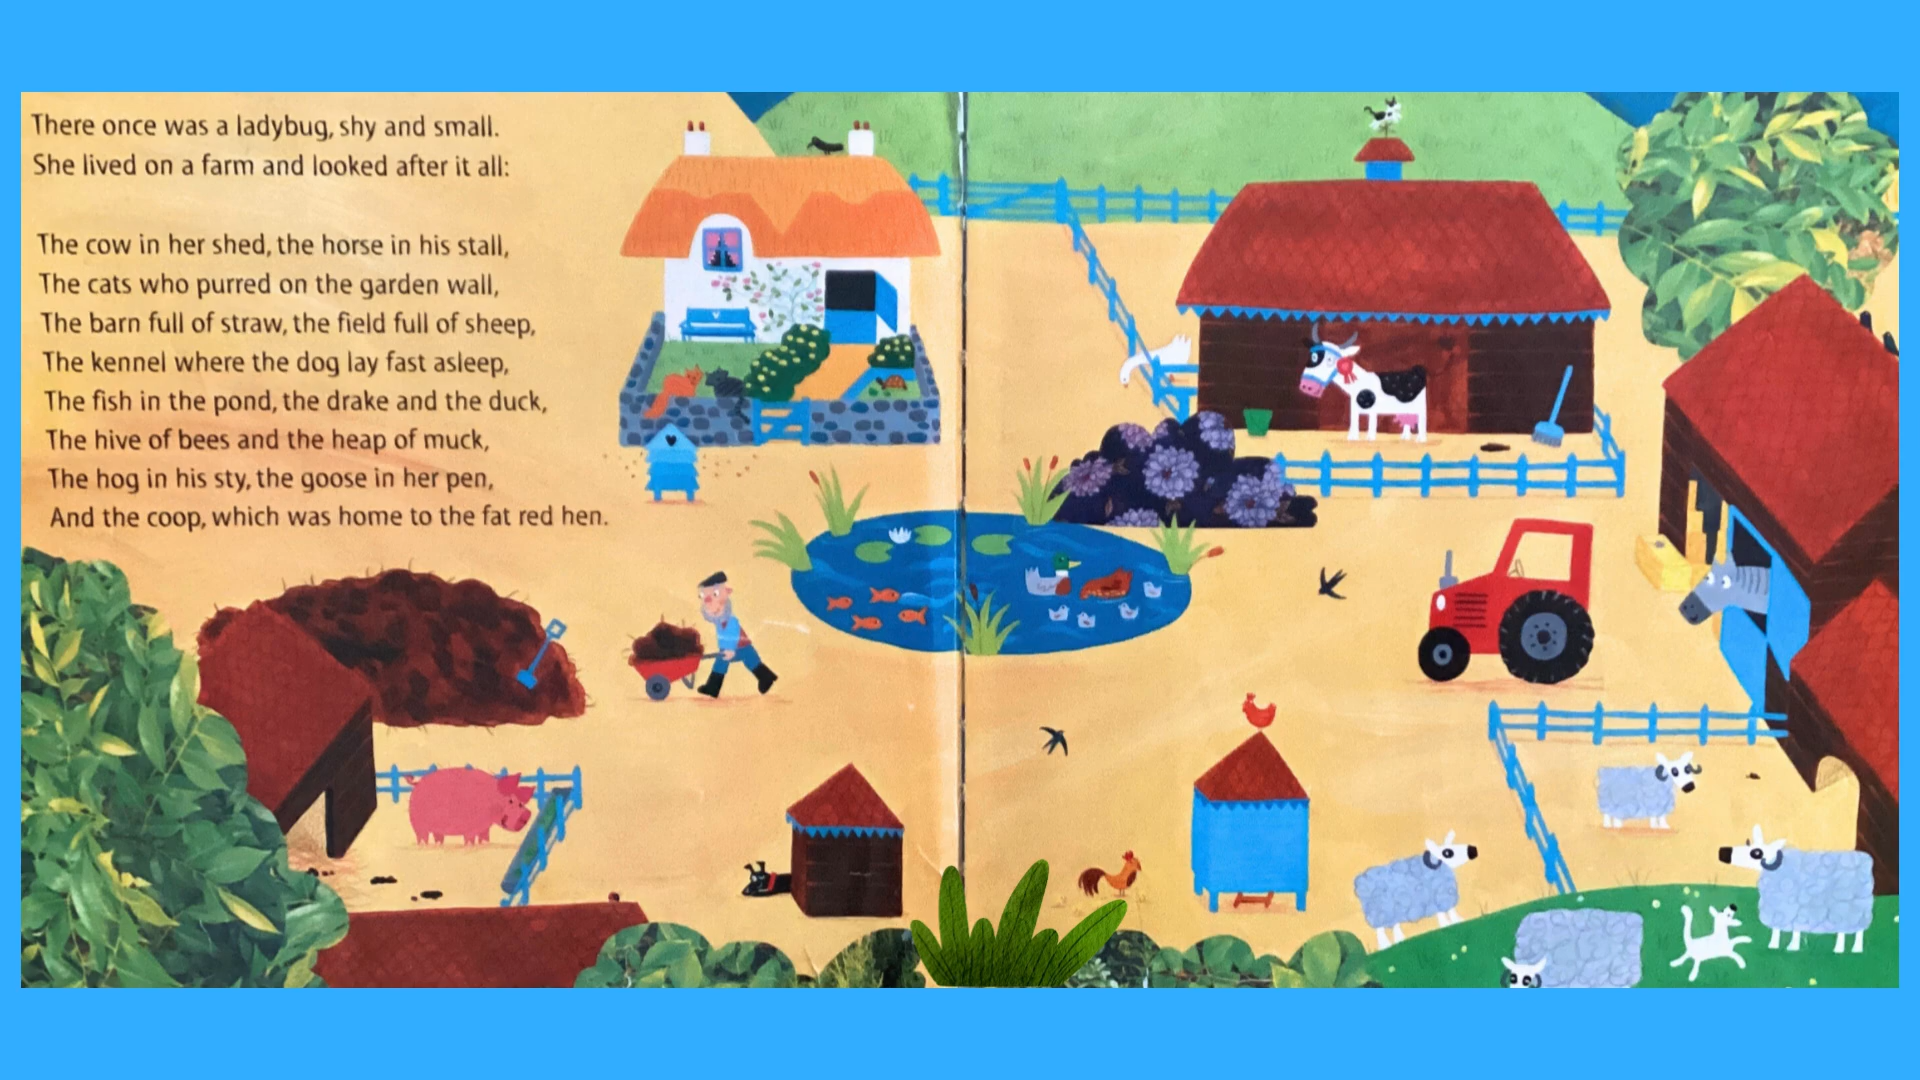 There once was a ladybug, shy and small.
She lived on a farm and looked after it all:
The cow in her shed, the horse in his stall,
The cats who purred on the garden wall,
The barn full of straw, the field full of sheep,
The kennel where the dog lay fast asleep,
The fish in the pond, the drake and the duck,
The hive of bees and the heap of muck,
The hog in his sty, the goose in her pen,
And the coop, which was home to the fat red hen.